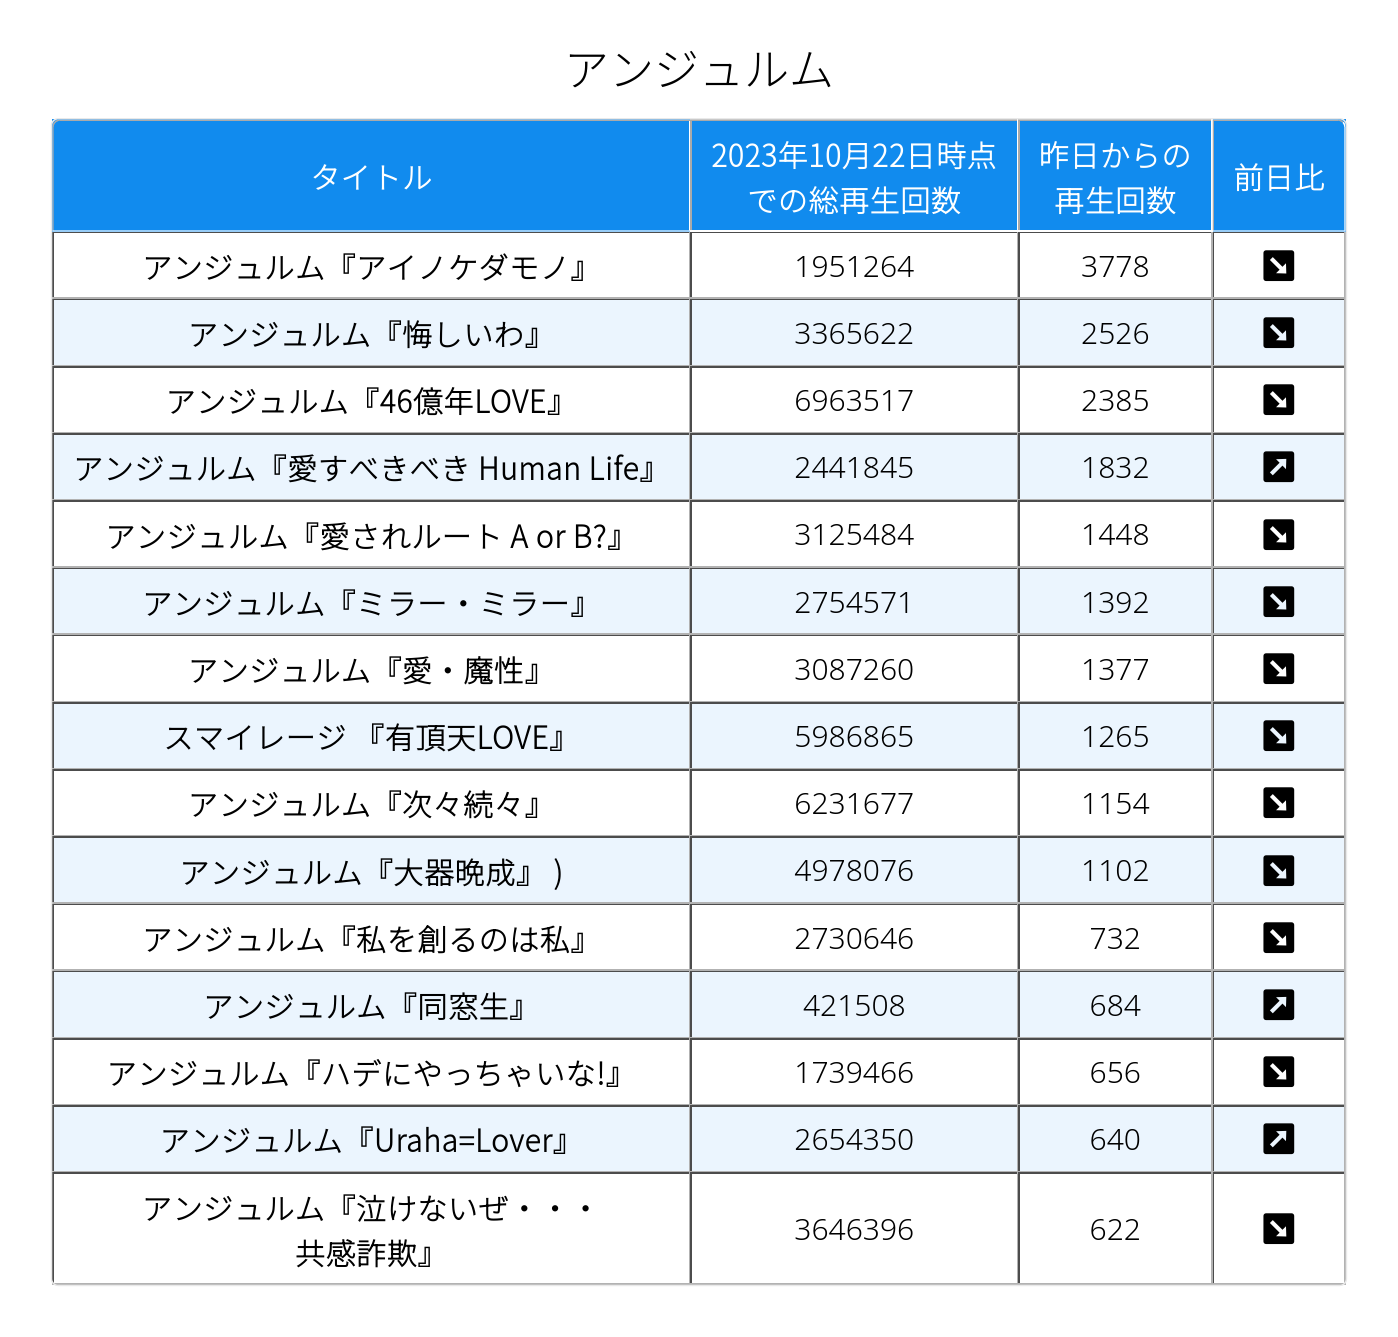 アンジュルム
タイトル
2023年10月22日時点
での総再生回数
昨日からの
再生回数
前日比
アンジュルム『アイノケダモノ』 1951264 3778 ↘
アンジュルム『悔しいわ』 3365622 2526 ↘
アンジュルム『46億年LOVE』 6963517 2385 ↘
アンジュルム『愛すべきべき Human Life』 2441845 1832 ↗
アンジュルム『愛されルート A or B?』 3125484 1448 ↘
アンジュルム『ミラー・ミラー』 2754571 1392 ↘
アンジュルム『愛・魔性』 3087260 1377 ↘
スマイレージ 『有頂天LOVE』 5986865 1265 ↘
アンジュルム『次々続々』 6231677 1154 ↘
アンジュルム『大器晩成』 ) 4978076 1102 ↘
アンジュルム『私を創るのは私』 2730646 732 ↘
アンジュルム『同窓生』 421508 684 ↗
アンジュルム『ハデにやっちゃいな!』 1739466 656 ↘
アンジュルム『Uraha=Lover』 2654350 640 ↗
アンジュルム『泣けないぜ・・・
共感詐欺』 3646396 622 ↘